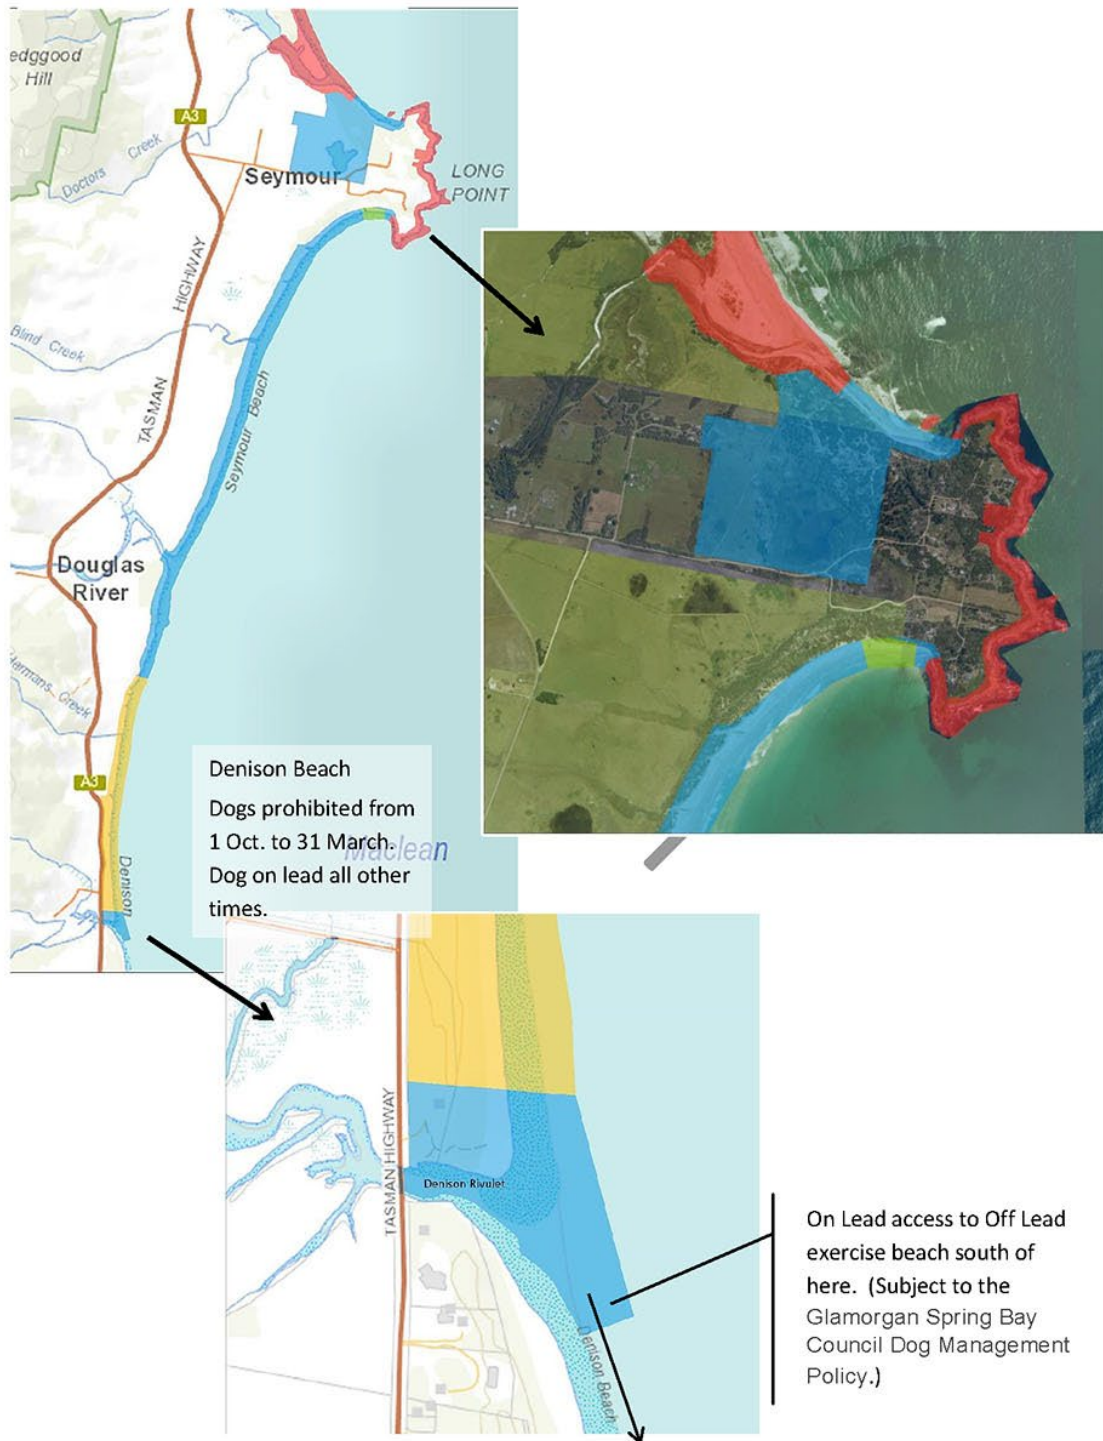 edggood
Hill
A3
Doctors Creek
Seymour
LONG
POINT
TASMAN HIGHWAY
Blind Creek
Seymour Beach
Douglas
River
Hermans Creek
A3
Denison
Maclean
Denison Beach
Dogs prohibited from
1 Oct. to 31 March.
Dog on lead all other
times.
TASMAN HIGHWAY
Denison Rivulet
Denison Beach
On Lead access to Off Lead
exercise beach south of
here. (Subject to the
Glamorgan Spring Bay
Council Dog Management
Policy.)